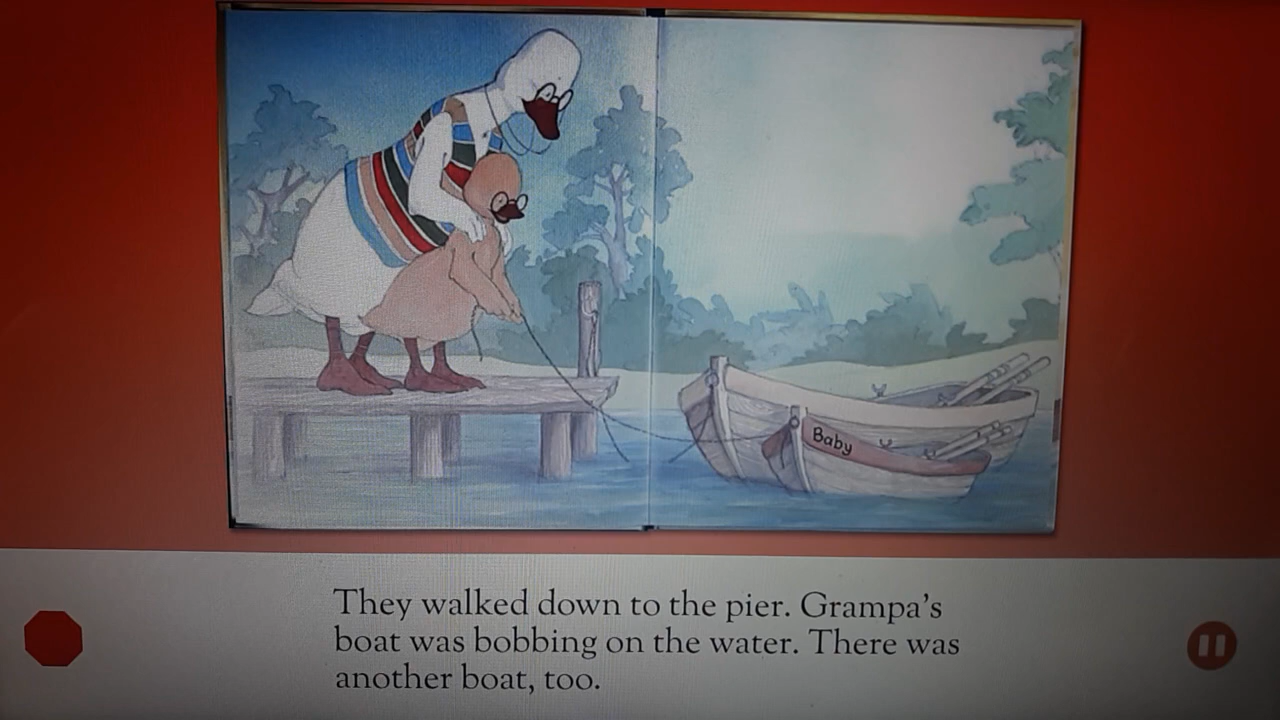 Baby
They walked down to the pier. Grampa's
boat was bobbing on the water. There was
another boat, too.